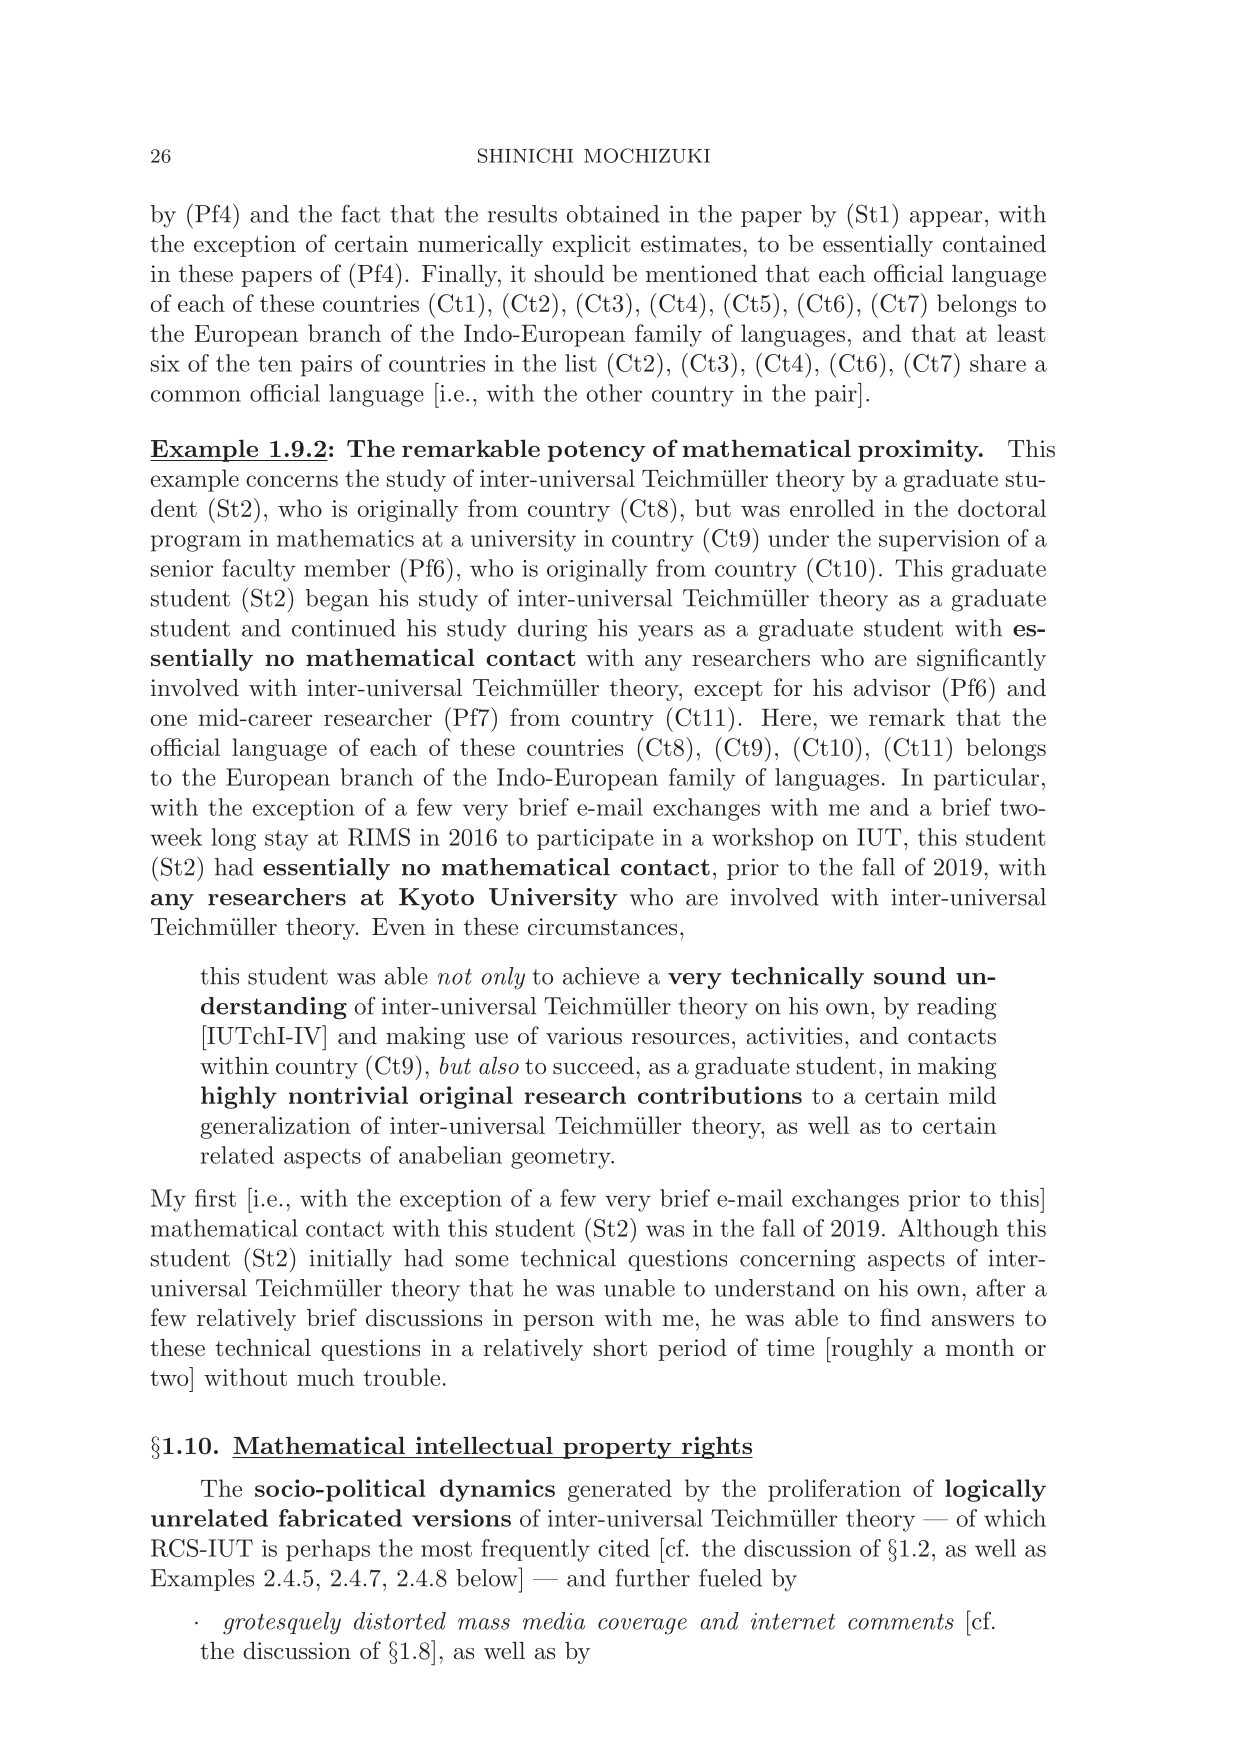 26
SHINICHI MOCHIZUKI
by (Pf4) and the fact that the results obtained in the paper by (St1) appear, with
the exception of certain numerically explicit estimates, to be essentially contained
in these papers of (Pf4). Finally, it should be mentioned that each official language
of each of these countries (Ct1), (Ct2), (Ct3), (Ct4), (Ct5), (Ct6), (Ct7) belongs to
the European branch of the Indo-European family of languages, and that at least
six of the ten pairs of countries in the list (Ct2), (Ct3), (Ct4), (Ct6), (Ct7) share a
common official language [i.e., with the other country in the pair].
Example 1.9.2: The remarkable potency of mathematical proximity. This
example concerns the study of inter-universal Teichmüller theory by a graduate stu-
dent (St2), who is originally from country (Ct8), but was enrolled in the doctoral
program in mathematics at a university in country (Ct9) under the supervision of a
senior faculty member (Pf6), who is originally from country (Ct10). This graduate
student (St2) began his study of inter-universal Teichmüller theory as a graduate
student and continued his study during his years as a graduate student with es-
sentially no mathematical contact with any researchers who are significantly
involved with inter-universal Teichmüller theory, except for his advisor (Pf6) and
one mid-career researcher (Pf7) from country (Ct11). Here, we remark that the
official language of each of these countries (Ct8), (Ct9), (Ct10), (Ct11) belongs
to the European branch of the Indo-European family of languages. In particular,
with the exception of a few very brief e-mail exchanges with me and a brief two-
week long stay at RIMS in 2016 to participate in a workshop on IUT, this student
(St2) had essentially no mathematical contact, prior to the fall of 2019, with
any researchers at Kyoto University who are involved with inter-universal
Teichmüller theory. Even in these circumstances,
this student was able not only to achieve a very technically sound un-
derstanding of inter-universal Teichmüller theory on his own, by reading
[IUTchI-IV] and making use of various resources, activities, and contacts
within country (Ct9), but also to succeed, as a graduate student, in making
highly nontrivial original research contributions to a certain mild
generalization of inter-universal Teichmüller theory, as well as to certain
related aspects of anabelian geometry.
My first [i.e., with the exception of a few very brief e-mail exchanges prior to this]
mathematical contact with this student (St2) was in the fall of 2019. Although this
student (St2) initially had some technical questions concerning aspects of inter-
universal Teichmüller theory that he was unable to understand on his own, after a
few relatively brief discussions in person with me, he was able to find answers to
these technical questions in a relatively short period of time [roughly a month or
two] without much trouble.
§1.10. Mathematical intellectual property rights
The socio-political dynamics generated by the proliferation of logically
unrelated fabricated versions of inter-universal Teichmüller theory — of which
RCS-IUT is perhaps the most frequently cited [cf. the discussion of §1.2, as well as
Examples 2.4.5, 2.4.7, 2.4.8 below] — and further fueled by
· grotesquely distorted mass media coverage and internet comments [cf.
the discussion of §1.8], as well as by